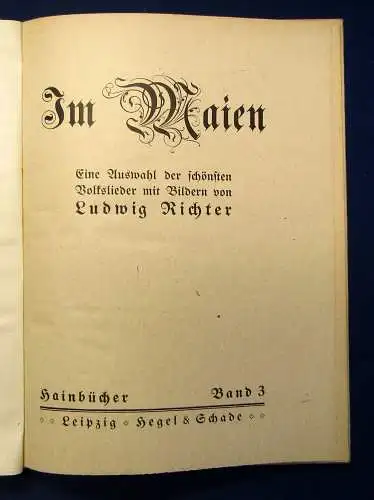 Im Maien
Eine Auswahl der schönsten
Volkslieder mit Bildern von
Ludwig Richter
Hainbücher Band 3
Leipzig Hegel & Schade